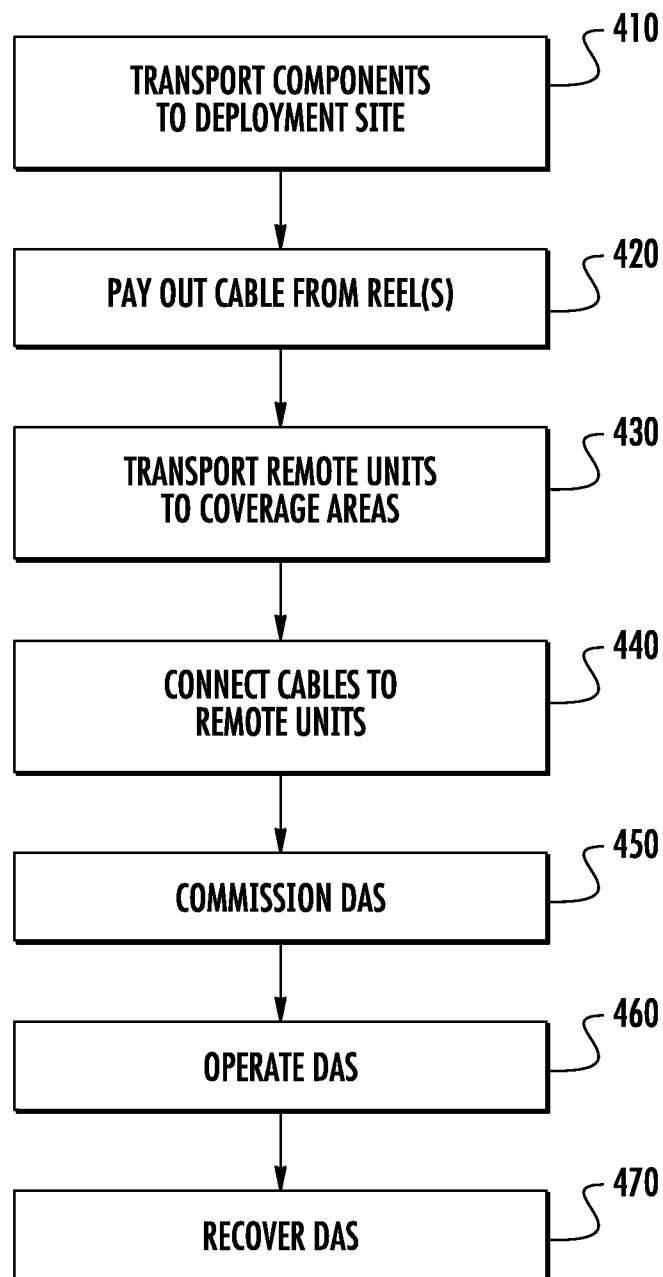 410
TRANSPORT COMPONENTS
TO DEPLOYMENT SITE
420
PAY OUT CABLE FROM REEL(S)
430
TRANSPORT REMOTE UNITS
TO COVERAGE AREAS
440
CONNECT CABLES TO
REMOTE UNITS
450
COMMISSION DAS
460
OPERATE DAS
470
RECOVER DAS